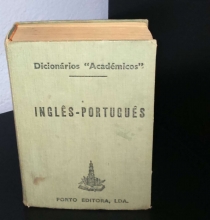 Dicionários "Académicos"
INGLÊS-PORTUGUÊS
PORTO EDITORA, LDA.